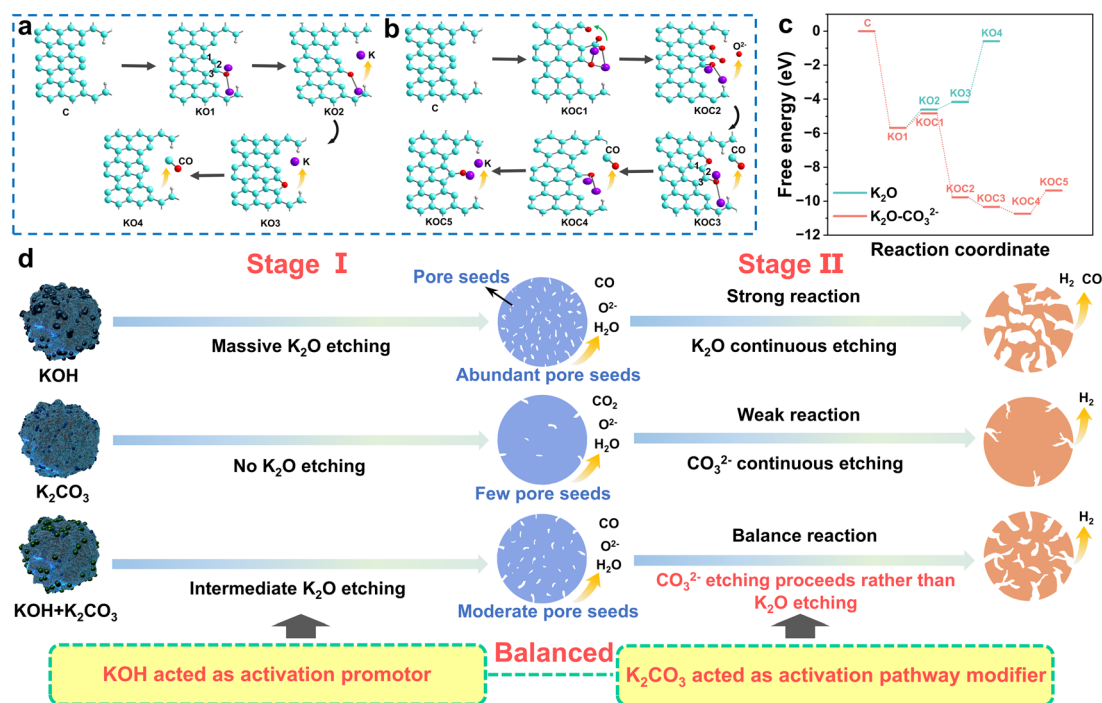 a
C
1
2
3
KO1
K
KO2
CO
KO4
K
KO3
b
C
KOC1
O²⁻
KOC2
KOC5
CO
KOC4
CO
1
2
3
KOC3
c
Free energy (eV)
0
−2
−4
−6
−8
−10
−12
C
KO1
KO2
KOC1
KO3
KO4
KOC2
KOC3
KOC4
KOC5
K₂O
K₂O-CO₃²⁻
Reaction coordinate
d
Stage Ⅰ
Stage Ⅱ
KOH
Massive K₂O etching
Pore seeds
CO
O²⁻
H₂O
Abundant pore seeds
Strong reaction
K₂O continuous etching
H₂ CO
K₂CO₃
No K₂O etching
CO₂
O²⁻
H₂O
Few pore seeds
Weak reaction
CO₃²⁻ continuous etching
H₂
KOH+K₂CO₃
Intermediate K₂O etching
CO
O²⁻
H₂O
Moderate pore seeds
Balance reaction
CO₃²⁻ etching proceeds rather than
K₂O etching
H₂
KOH acted as activation promotor
Balanced
K₂CO₃ acted as activation pathway modifier